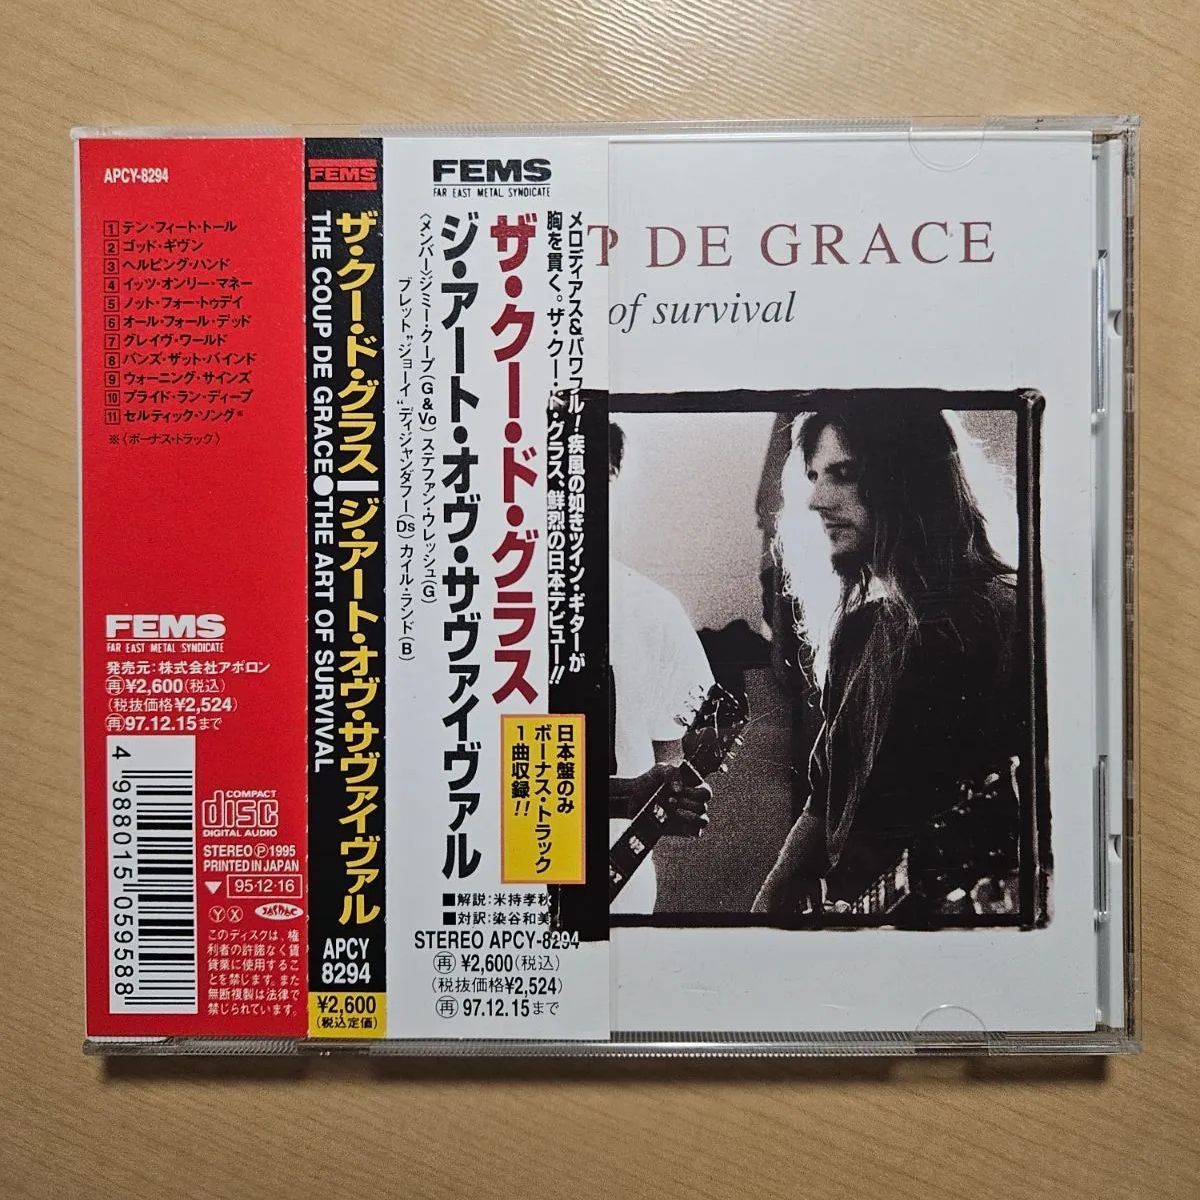 APCY-8294
1 テン・フィート・トール
2 ゴッド・ギヴン
3 ヘルピング・ハンド
4 イッツ・オンリー・マネー
5 ノット・フォー・トゥデイ
6 オール・フォール・デッド
7 グレイヴ・ワールド
8 バンズ・ザット・バインド
9 ウォーニング・サインズ
10 プライド・ラン・ディープ
11 セルティック・ソング※
※〈ボーナス・トラック〉
FEMS
FAR EAST METAL SYNDICATE
発売元:株式会社アポロン
再¥2,600(税込)
(税抜価格¥2,524)
再97.12.15まで
4 988015 059588
COMPACT
disc
DIGITAL AUDIO
STEREO Ⓟ1995
PRINTED IN JAPAN
▼ 95·12·16
Ⓨ Ⓧ JASRAC
このディスクは、権
利者の許諾なく賃
貸業に使用するこ
とを禁じます。また
無断複製は法律で
禁じられています。
FEMS
ザ・クー・ド・グラス|ジ・アート・オヴ・サヴァイヴァル
THE COUP DE GRACE●THE ART OF SURVIVAL
APCY
8294
¥2,600
(税込定価)
FEMS
FAR EAST METAL SYNDICATE
メロディアス&パワフル!疾風の如きツイン・ギターが
胸を貫く。ザ・クー・ド・グラス、鮮烈の日本デビュー!!
ザ・クー・ド・グラス
ジ・アート・オヴ・サヴァイヴァル
〈メンバー〉ジミー・クープ(G&Vo)ステファン・ウレッシュ(G)
ブレット"ジョーイ"ディジャンダフー(Ds)カイル・ランド(B)
日本盤のみ
ボーナス・トラック
1曲収録!!
■解説:米持孝秋
■対訳:染谷和美
STEREO APCY-8294
再¥2,600(税込)
(税抜価格¥2,524)
再97.12.15まで
P DE GRACE
of survival